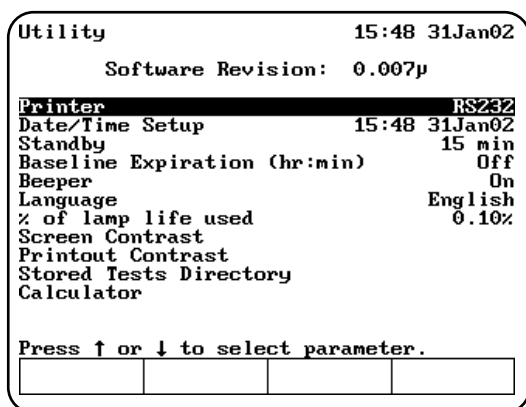 Utility 15:48 31Jan02
Software Revision: 0.007µ
Printer RS232
Date/Time Setup 15:48 31Jan02
Standby 15 min
Baseline Expiration (hr:min) Off
Beeper On
Language English
% of lamp life used 0.10%
Screen Contrast
Printout Contrast
Stored Tests Directory
Calculator
Press ↑ or ↓ to select parameter.